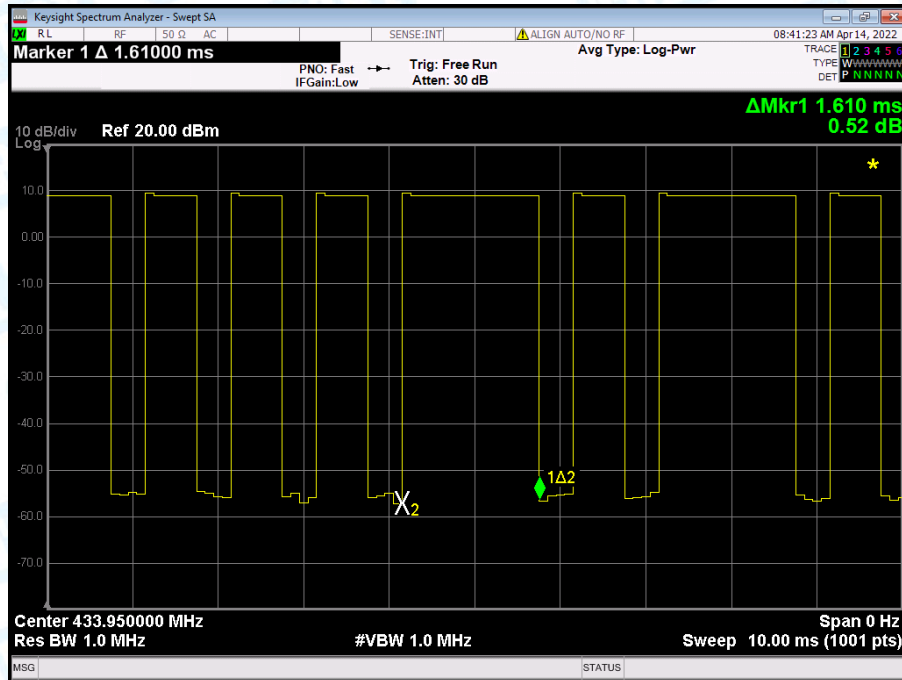 Keysight Spectrum Analyzer - Swept SA
LXI RL RF 50 Ω AC SENSE:INT ALIGN AUTO/NO RF 08:41:23 AM Apr 14, 2022
Marker 1 Δ 1.61000 ms
PNO: Fast
IFGain:Low
Trig: Free Run
Atten: 30 dB
Avg Type: Log-Pwr
TRACE 1 2 3 4 5 6
TYPE WWWWWW
DET P N N N N N
ΔMkr1 1.610 ms
0.52 dB
10 dB/div Ref 20.00 dBm
Log
10.0
0.00
-10.0
-20.0
-30.0
-40.0
-50.0
1Δ2
X2
-60.0
-70.0
Center 433.950000 MHz Span 0 Hz
Res BW 1.0 MHz #VBW 1.0 MHz Sweep 10.00 ms (1001 pts)
MSG STATUS